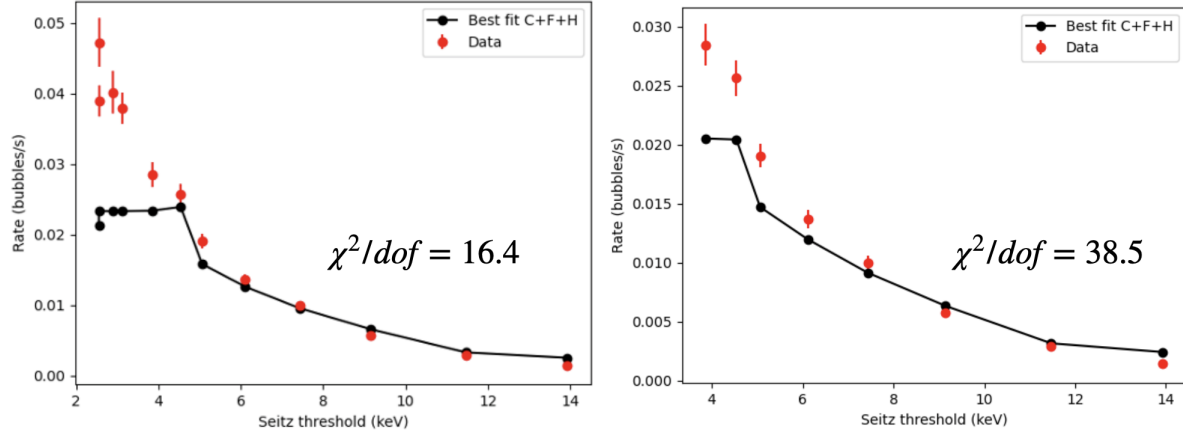 0.05
0.04
0.03
0.02
0.01
0.00
Rate (bubbles/s)
Best fit C+F+H
Data
χ²/dof = 16.4
2 4 6 8 10 12 14
Seitz threshold (keV)
0.030
0.025
0.020
0.015
0.010
0.005
0.000
Rate (bubbles/s)
Best fit C+F+H
Data
χ²/dof = 38.5
4 6 8 10 12 14
Seitz threshold (keV)